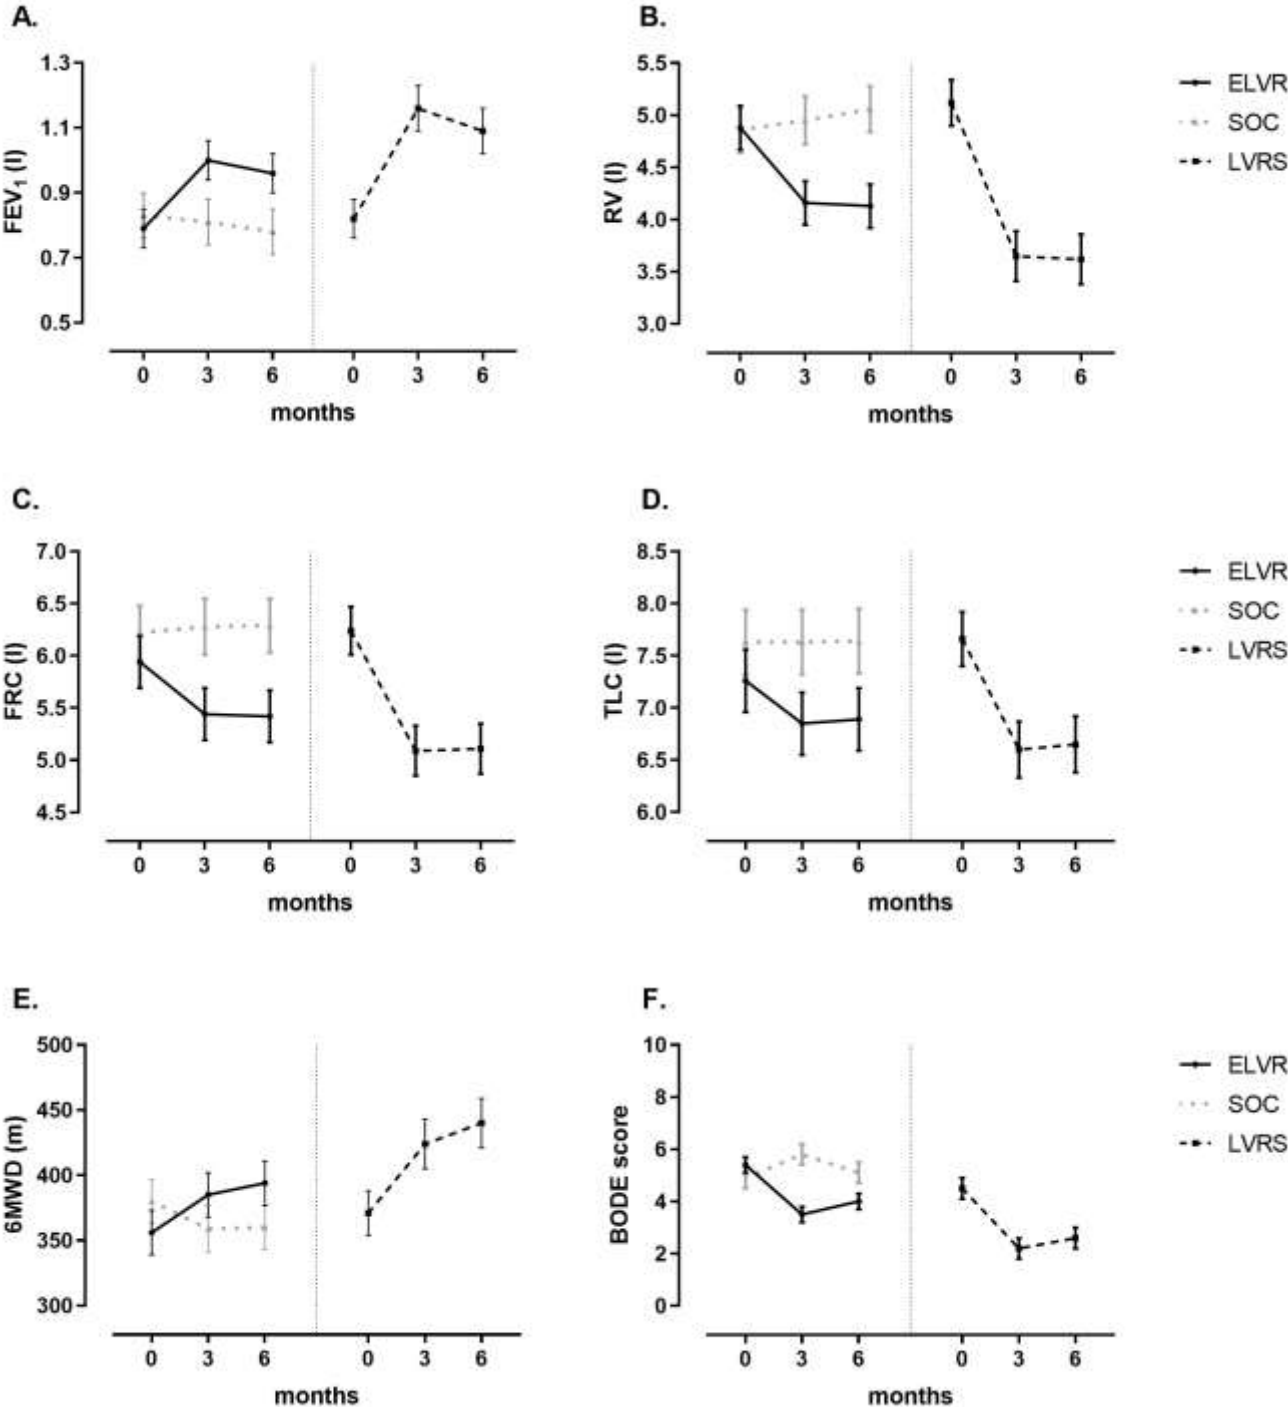 A.
1.3
1.1
0.9
0.7
0.5
FEV1 (l)
0 3 6 0 3 6
months
B.
5.5
5.0
4.5
4.0
3.5
3.0
RV (l)
0 3 6 0 3 6
months
ELVR
SOC
LVRS
C.
7.0
6.5
6.0
5.5
5.0
4.5
FRC (l)
0 3 6 0 3 6
months
D.
8.5
8.0
7.5
7.0
6.5
6.0
TLC (l)
0 3 6 0 3 6
months
ELVR
SOC
LVRS
E.
500
450
400
350
300
6MWD (m)
0 3 6 0 3 6
months
F.
10
8
6
4
2
0
BODE score
0 3 6 0 3 6
months
ELVR
SOC
LVRS